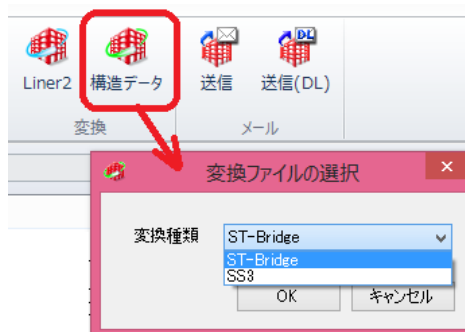 DL
Liner2 構造データ 送信 送信(DL)
変換 メール
変換ファイルの選択 ×
変換種類 ST-Bridge
ST-Bridge
SS3
OK キャンセル